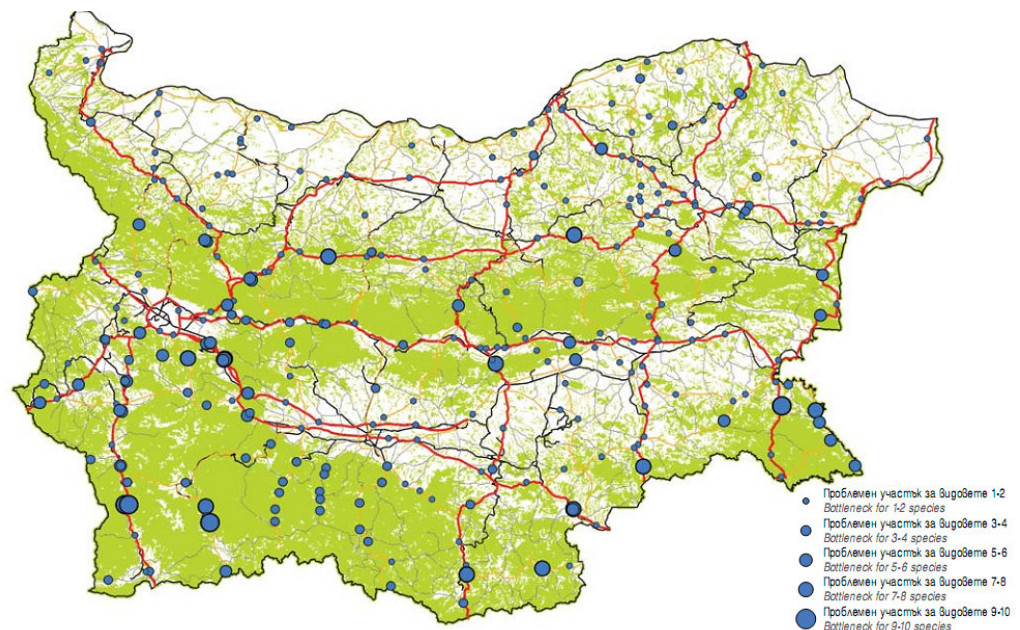 Проблемен участък за видовете 1-2
Bottleneck for 1-2 species
Проблемен участък за видовете 3-4
Bottleneck for 3-4 species
Проблемен участък за видовете 5-6
Bottleneck for 5-6 species
Проблемен участък за видовете 7-8
Bottleneck for 7-8 species
Проблемен участък за видовете 9-10
Bottleneck for 9-10 species